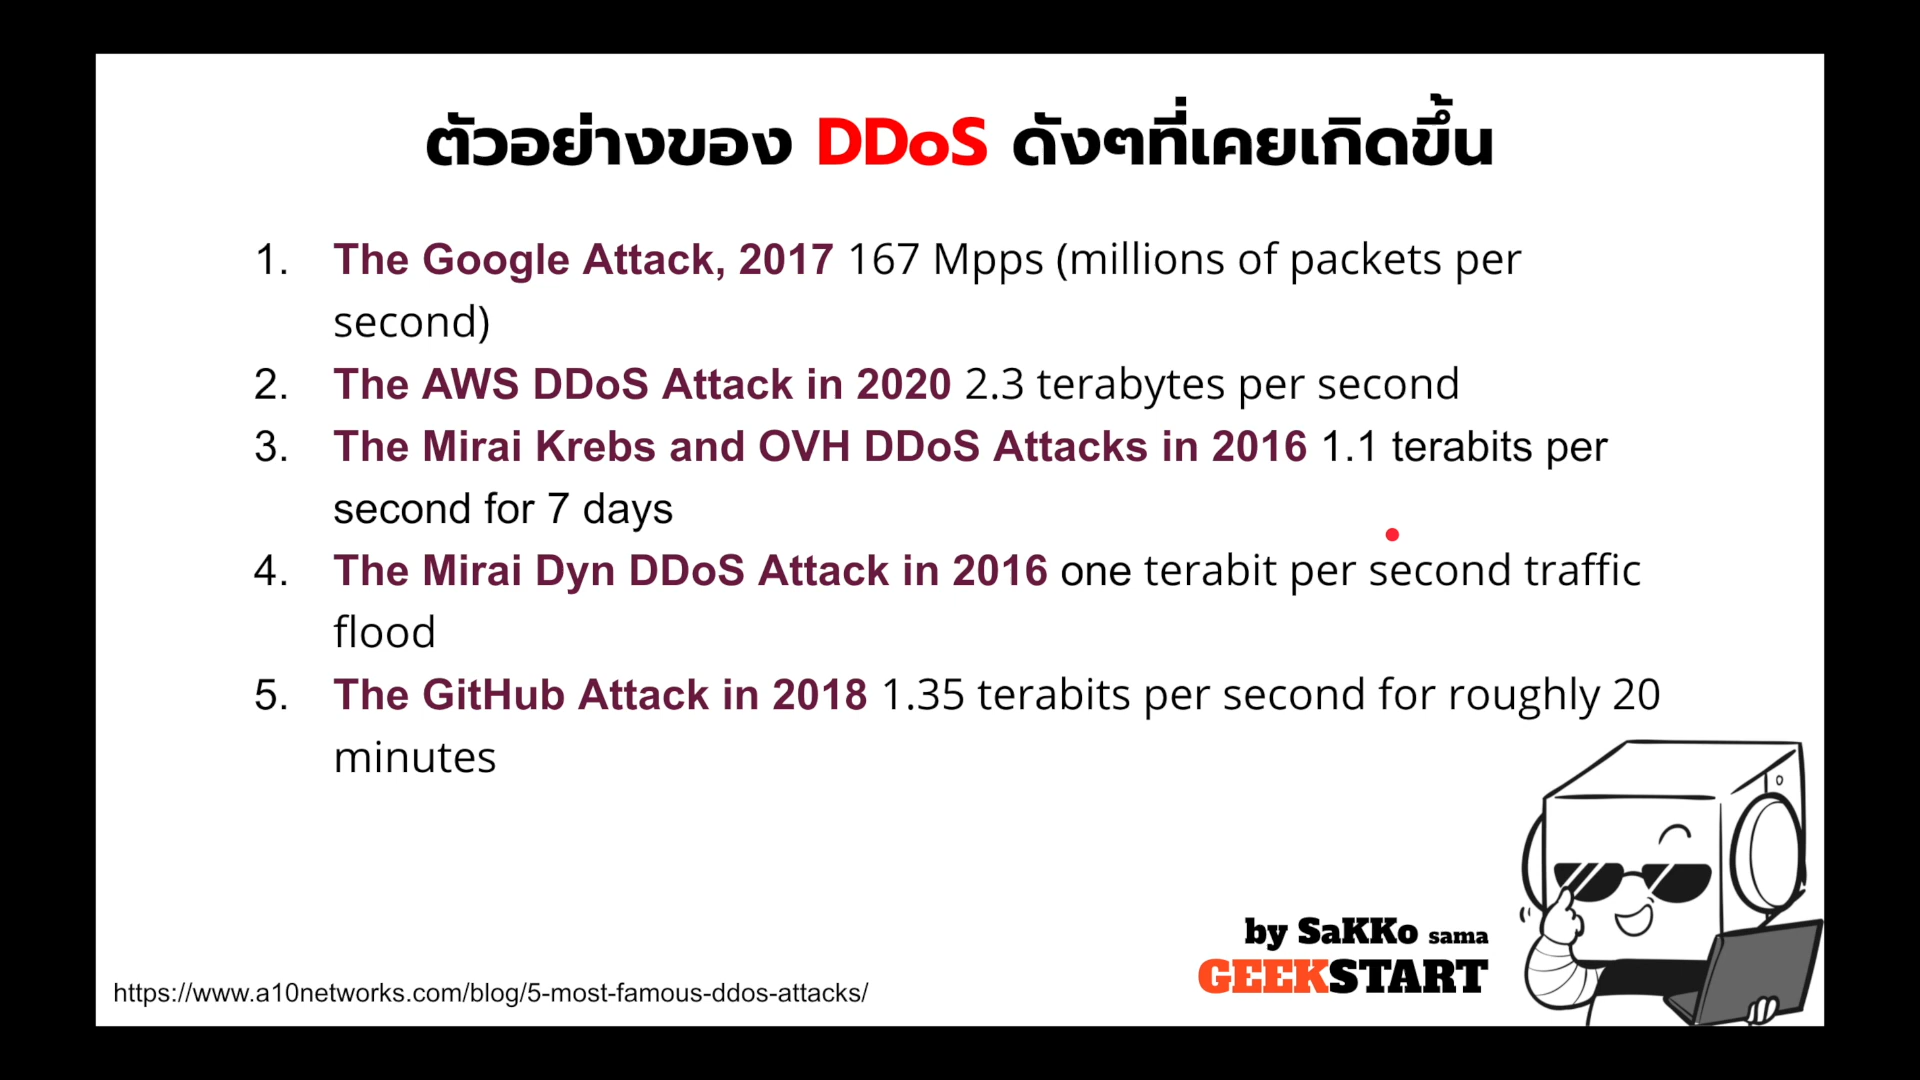 ตัวอย่างของ DDoS ดังๆที่เคยเกิดขึ้น
1. The Google Attack, 2017 167 Mpps (millions of packets per
second)
2. The AWS DDoS Attack in 2020 2.3 terabytes per second
3. The Mirai Krebs and OVH DDoS Attacks in 2016 1.1 terabits per
second for 7 days
4. The Mirai Dyn DDoS Attack in 2016 one terabit per second traffic
flood
5. The GitHub Attack in 2018 1.35 terabits per second for roughly 20
minutes
by SaKKo sama
GEEKSTART
https://www.a10networks.com/blog/5-most-famous-ddos-attacks/